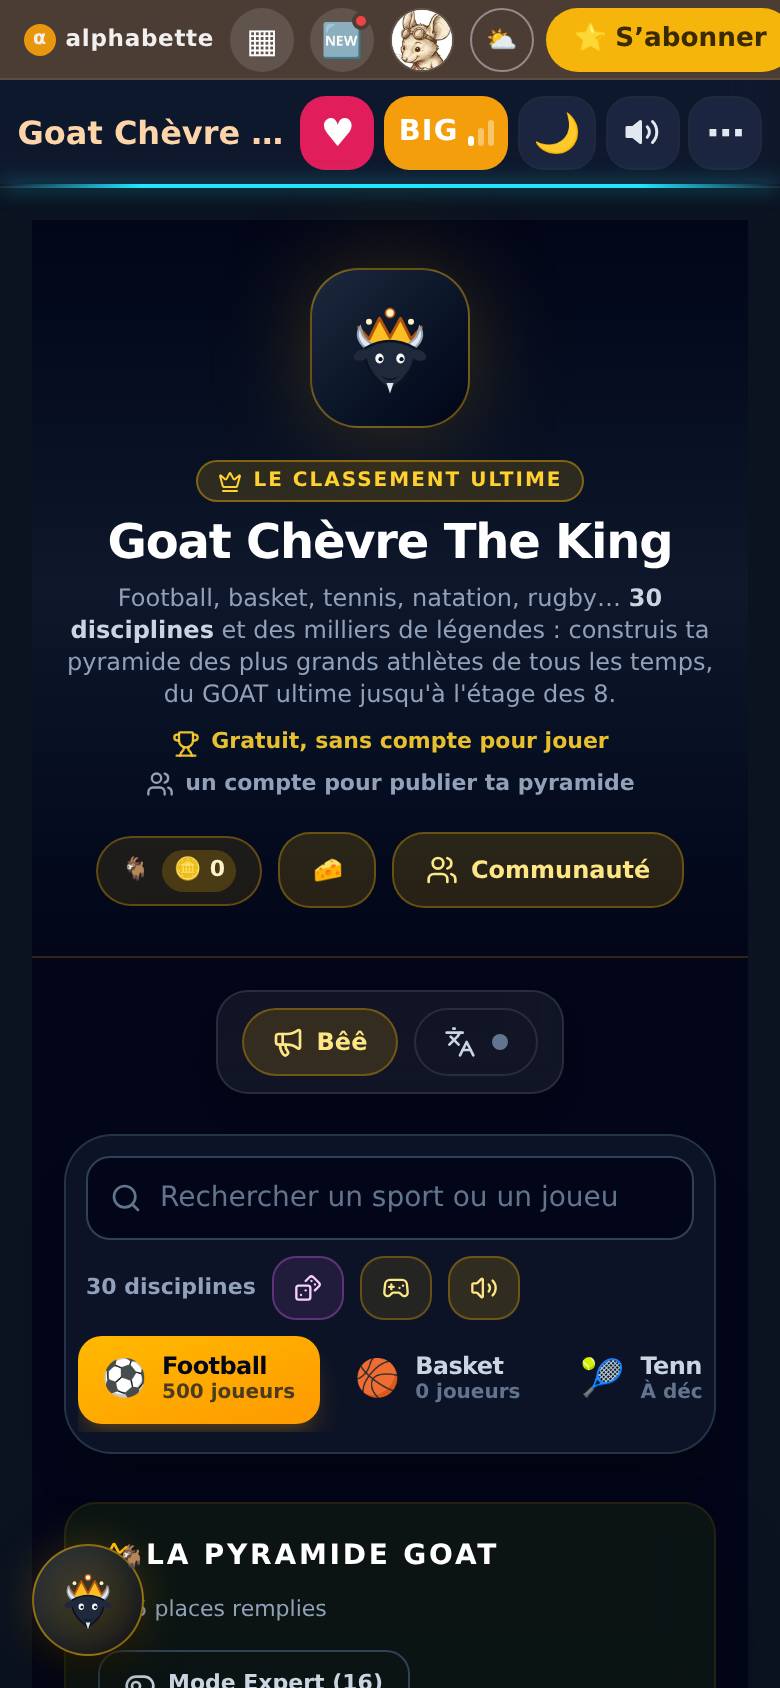 α alphabette NEW S’abonner
Goat Chèvre ... BIG
LE CLASSEMENT ULTIME
Goat Chèvre The King
Football, basket, tennis, natation, rugby… 30
disciplines et des milliers de légendes : construis ta
pyramide des plus grands athlètes de tous les temps,
du GOAT ultime jusqu'à l'étage des 8.
Gratuit, sans compte pour jouer
un compte pour publier ta pyramide
0 Communauté
Bêê
Rechercher un sport ou un joueu
30 disciplines
Football Basket Tenn
500 joueurs 0 joueurs À déc
LA PYRAMIDE GOAT
places remplies
Mode Expert (16)